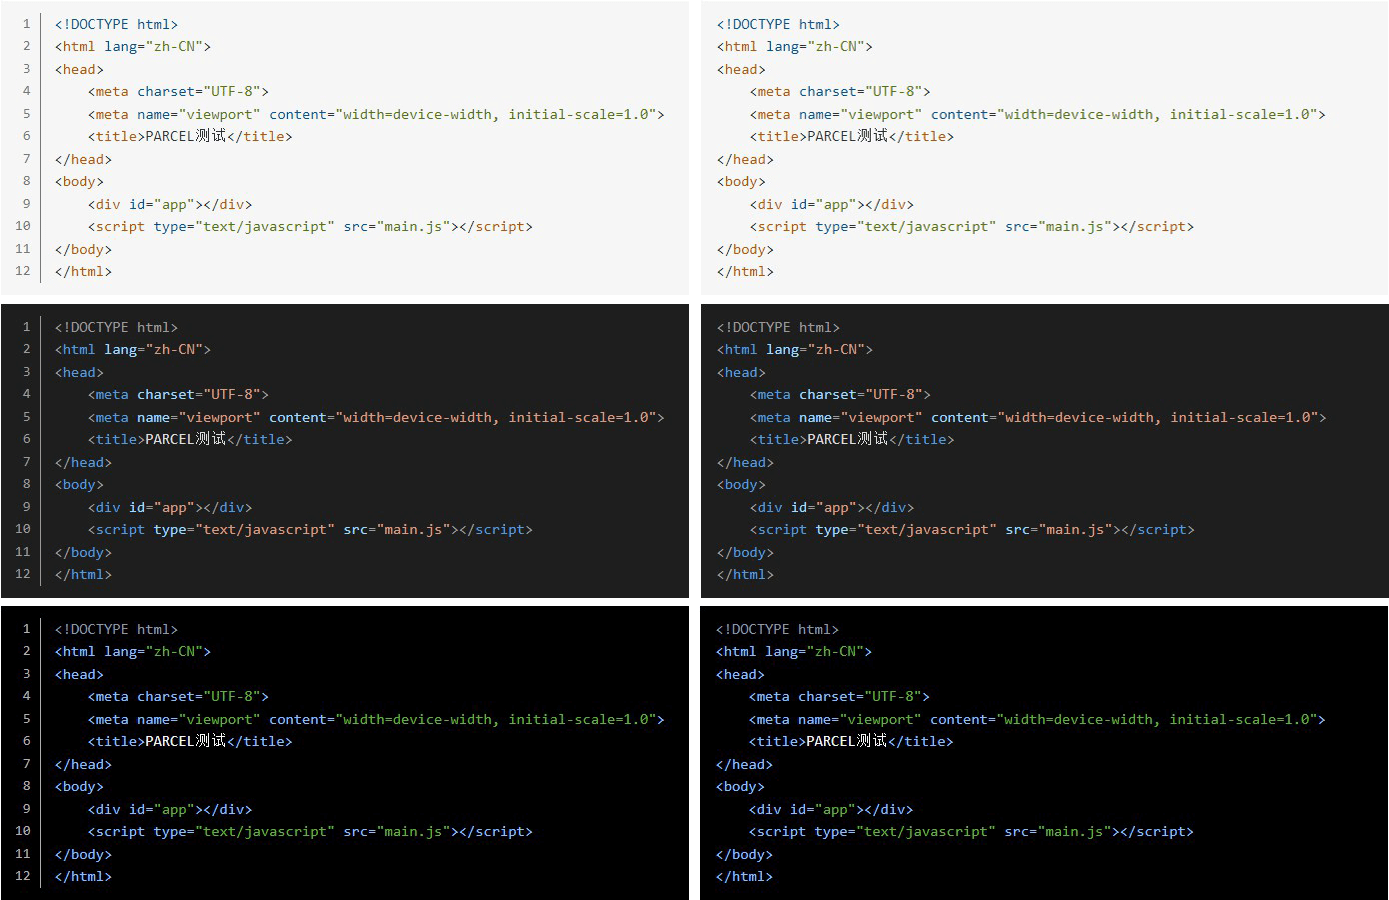 1 <!DOCTYPE html>
2 <html lang="zh-CN">
3 <head>
4     <meta charset="UTF-8">
5     <meta name="viewport" content="width=device-width, initial-scale=1.0">
6     <title>PARCEL测试</title>
7 </head>
8 <body>
9     <div id="app"></div>
10     <script type="text/javascript" src="main.js"></script>
11 </body>
12 </html>
<!DOCTYPE html>
<html lang="zh-CN">
<head>
    <meta charset="UTF-8">
    <meta name="viewport" content="width=device-width, initial-scale=1.0">
    <title>PARCEL测试</title>
</head>
<body>
    <div id="app"></div>
    <script type="text/javascript" src="main.js"></script>
</body>
</html>
1 <!DOCTYPE html>
2 <html lang="zh-CN">
3 <head>
4     <meta charset="UTF-8">
5     <meta name="viewport" content="width=device-width, initial-scale=1.0">
6     <title>PARCEL测试</title>
7 </head>
8 <body>
9     <div id="app"></div>
10     <script type="text/javascript" src="main.js"></script>
11 </body>
12 </html>
<!DOCTYPE html>
<html lang="zh-CN">
<head>
    <meta charset="UTF-8">
    <meta name="viewport" content="width=device-width, initial-scale=1.0">
    <title>PARCEL测试</title>
</head>
<body>
    <div id="app"></div>
    <script type="text/javascript" src="main.js"></script>
</body>
</html>
1 <!DOCTYPE html>
2 <html lang="zh-CN">
3 <head>
4     <meta charset="UTF-8">
5     <meta name="viewport" content="width=device-width, initial-scale=1.0">
6     <title>PARCEL测试</title>
7 </head>
8 <body>
9     <div id="app"></div>
10     <script type="text/javascript" src="main.js"></script>
11 </body>
12 </html>
<!DOCTYPE html>
<html lang="zh-CN">
<head>
    <meta charset="UTF-8">
    <meta name="viewport" content="width=device-width, initial-scale=1.0">
    <title>PARCEL测试</title>
</head>
<body>
    <div id="app"></div>
    <script type="text/javascript" src="main.js"></script>
</body>
</html>